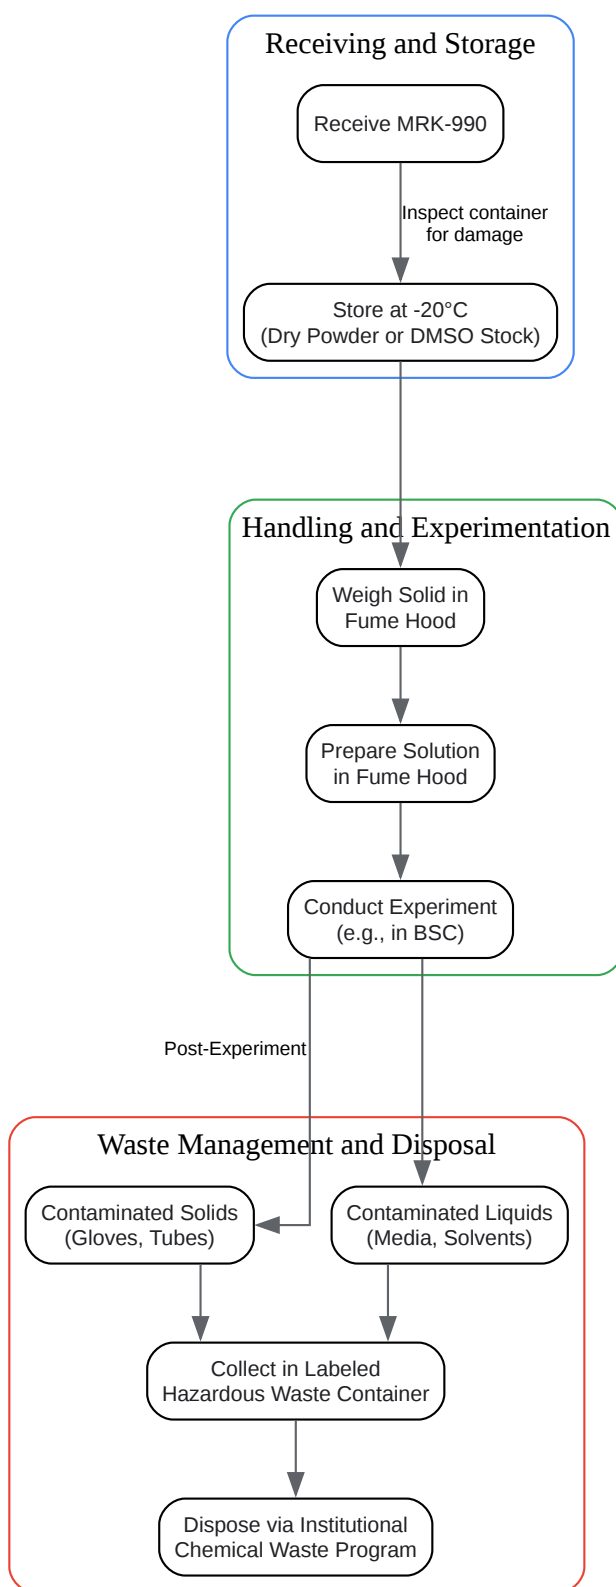 Receiving and Storage
Receive MRK-990
Inspect container
for damage
Store at -20°C
(Dry Powder or DMSO Stock)
Handling and Experimentation
Weigh Solid in
Fume Hood
Prepare Solution
in Fume Hood
Conduct Experiment
(e.g., in BSC)
Post-Experiment
Waste Management and Disposal
Contaminated Solids
(Gloves, Tubes)
Contaminated Liquids
(Media, Solvents)
Collect in Labeled
Hazardous Waste Container
Dispose via Institutional
Chemical Waste Program